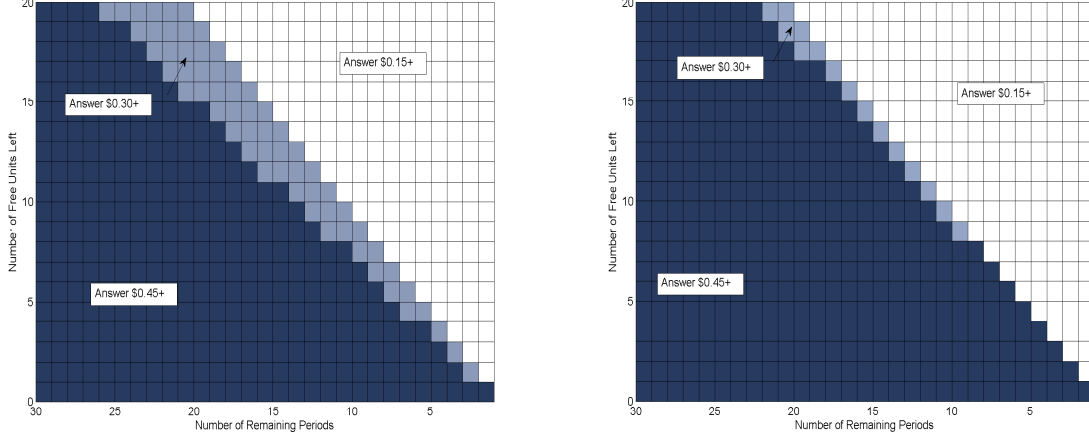 20
15
10
5
0
30 25 20 15 10 5
Number of Free Units Left
Number of Remaining Periods
Answer $0.15+
Answer $0.30+
Answer $0.45+
20
15
10
5
0
30 25 20 15 10 5
Number of Free Units Left
Number of Remaining Periods
Answer $0.30+
Answer $0.15+
Answer $0.45+